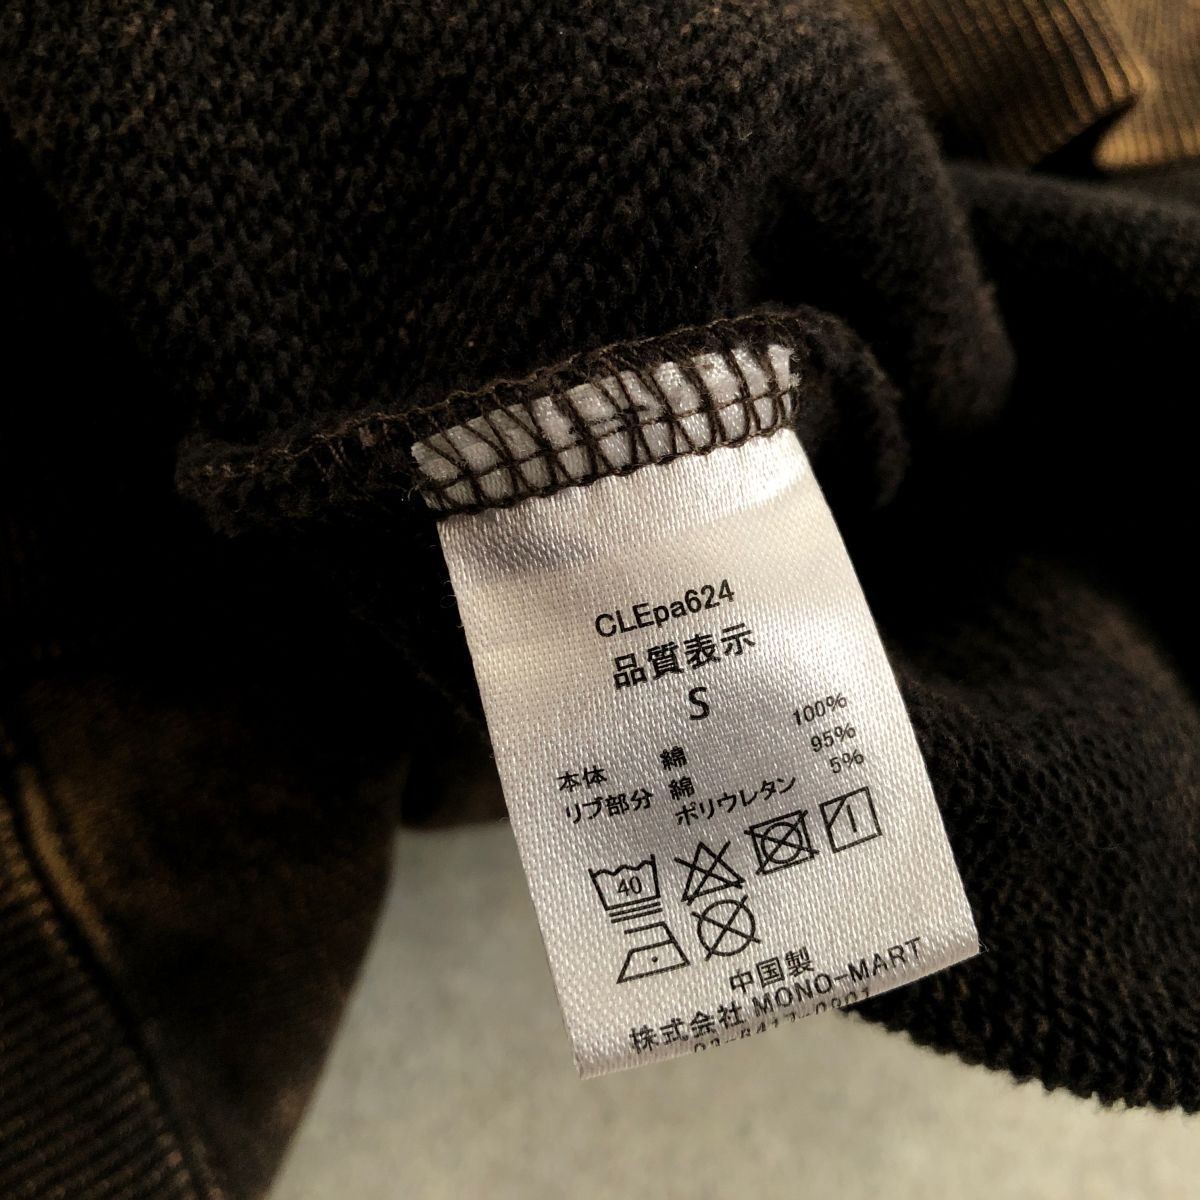 CLEpa624
品質表示
S
本体 綿 100%
リブ部分 綿 95%
ポリウレタン 5%
40
中国製
株式会社 MONO-MART